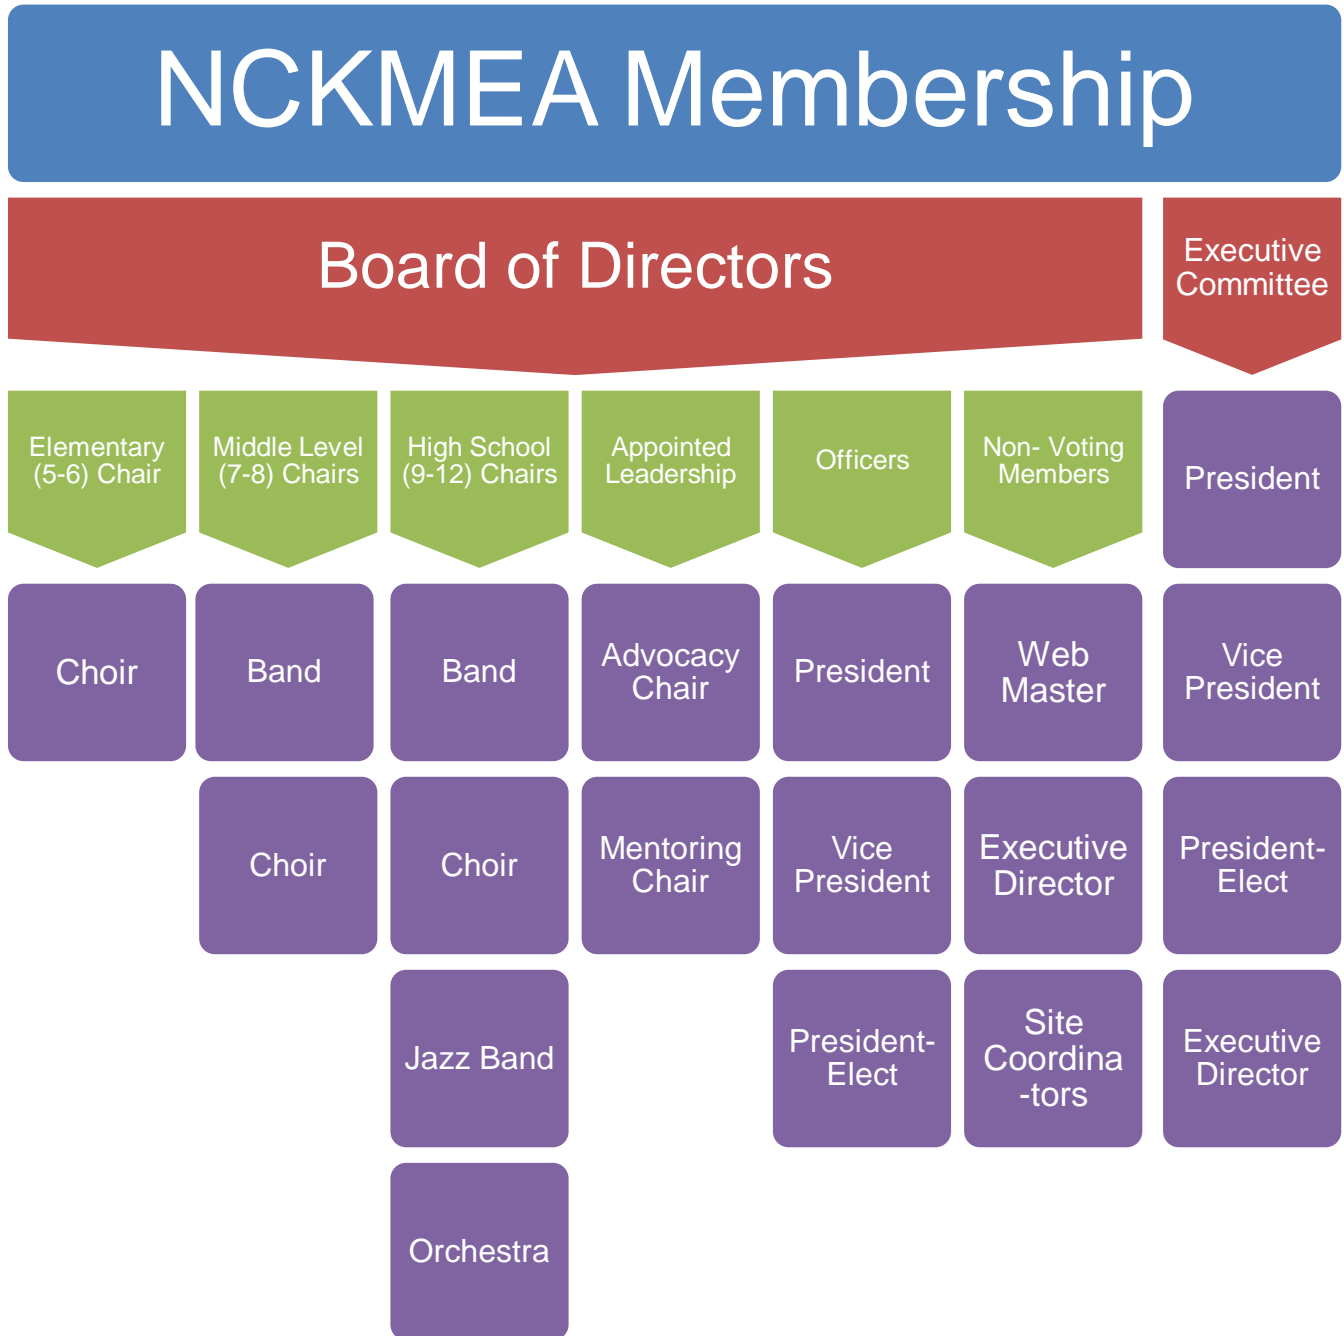 NCKMEA Membership
Board of Directors
Executive
Committee
Elementary
(5-6) Chair
Middle Level
(7-8) Chairs
High School
(9-12) Chairs
Appointed
Leadership
Officers
Non- Voting
Members
President
Choir
Band
Band
Advocacy
Chair
President
Web
Master
Vice
President
Choir
Choir
Mentoring
Chair
Vice
President
Executive
Director
President-
Elect
Jazz Band
President-
Elect
Site
Coordina
-tors
Executive
Director
Orchestra